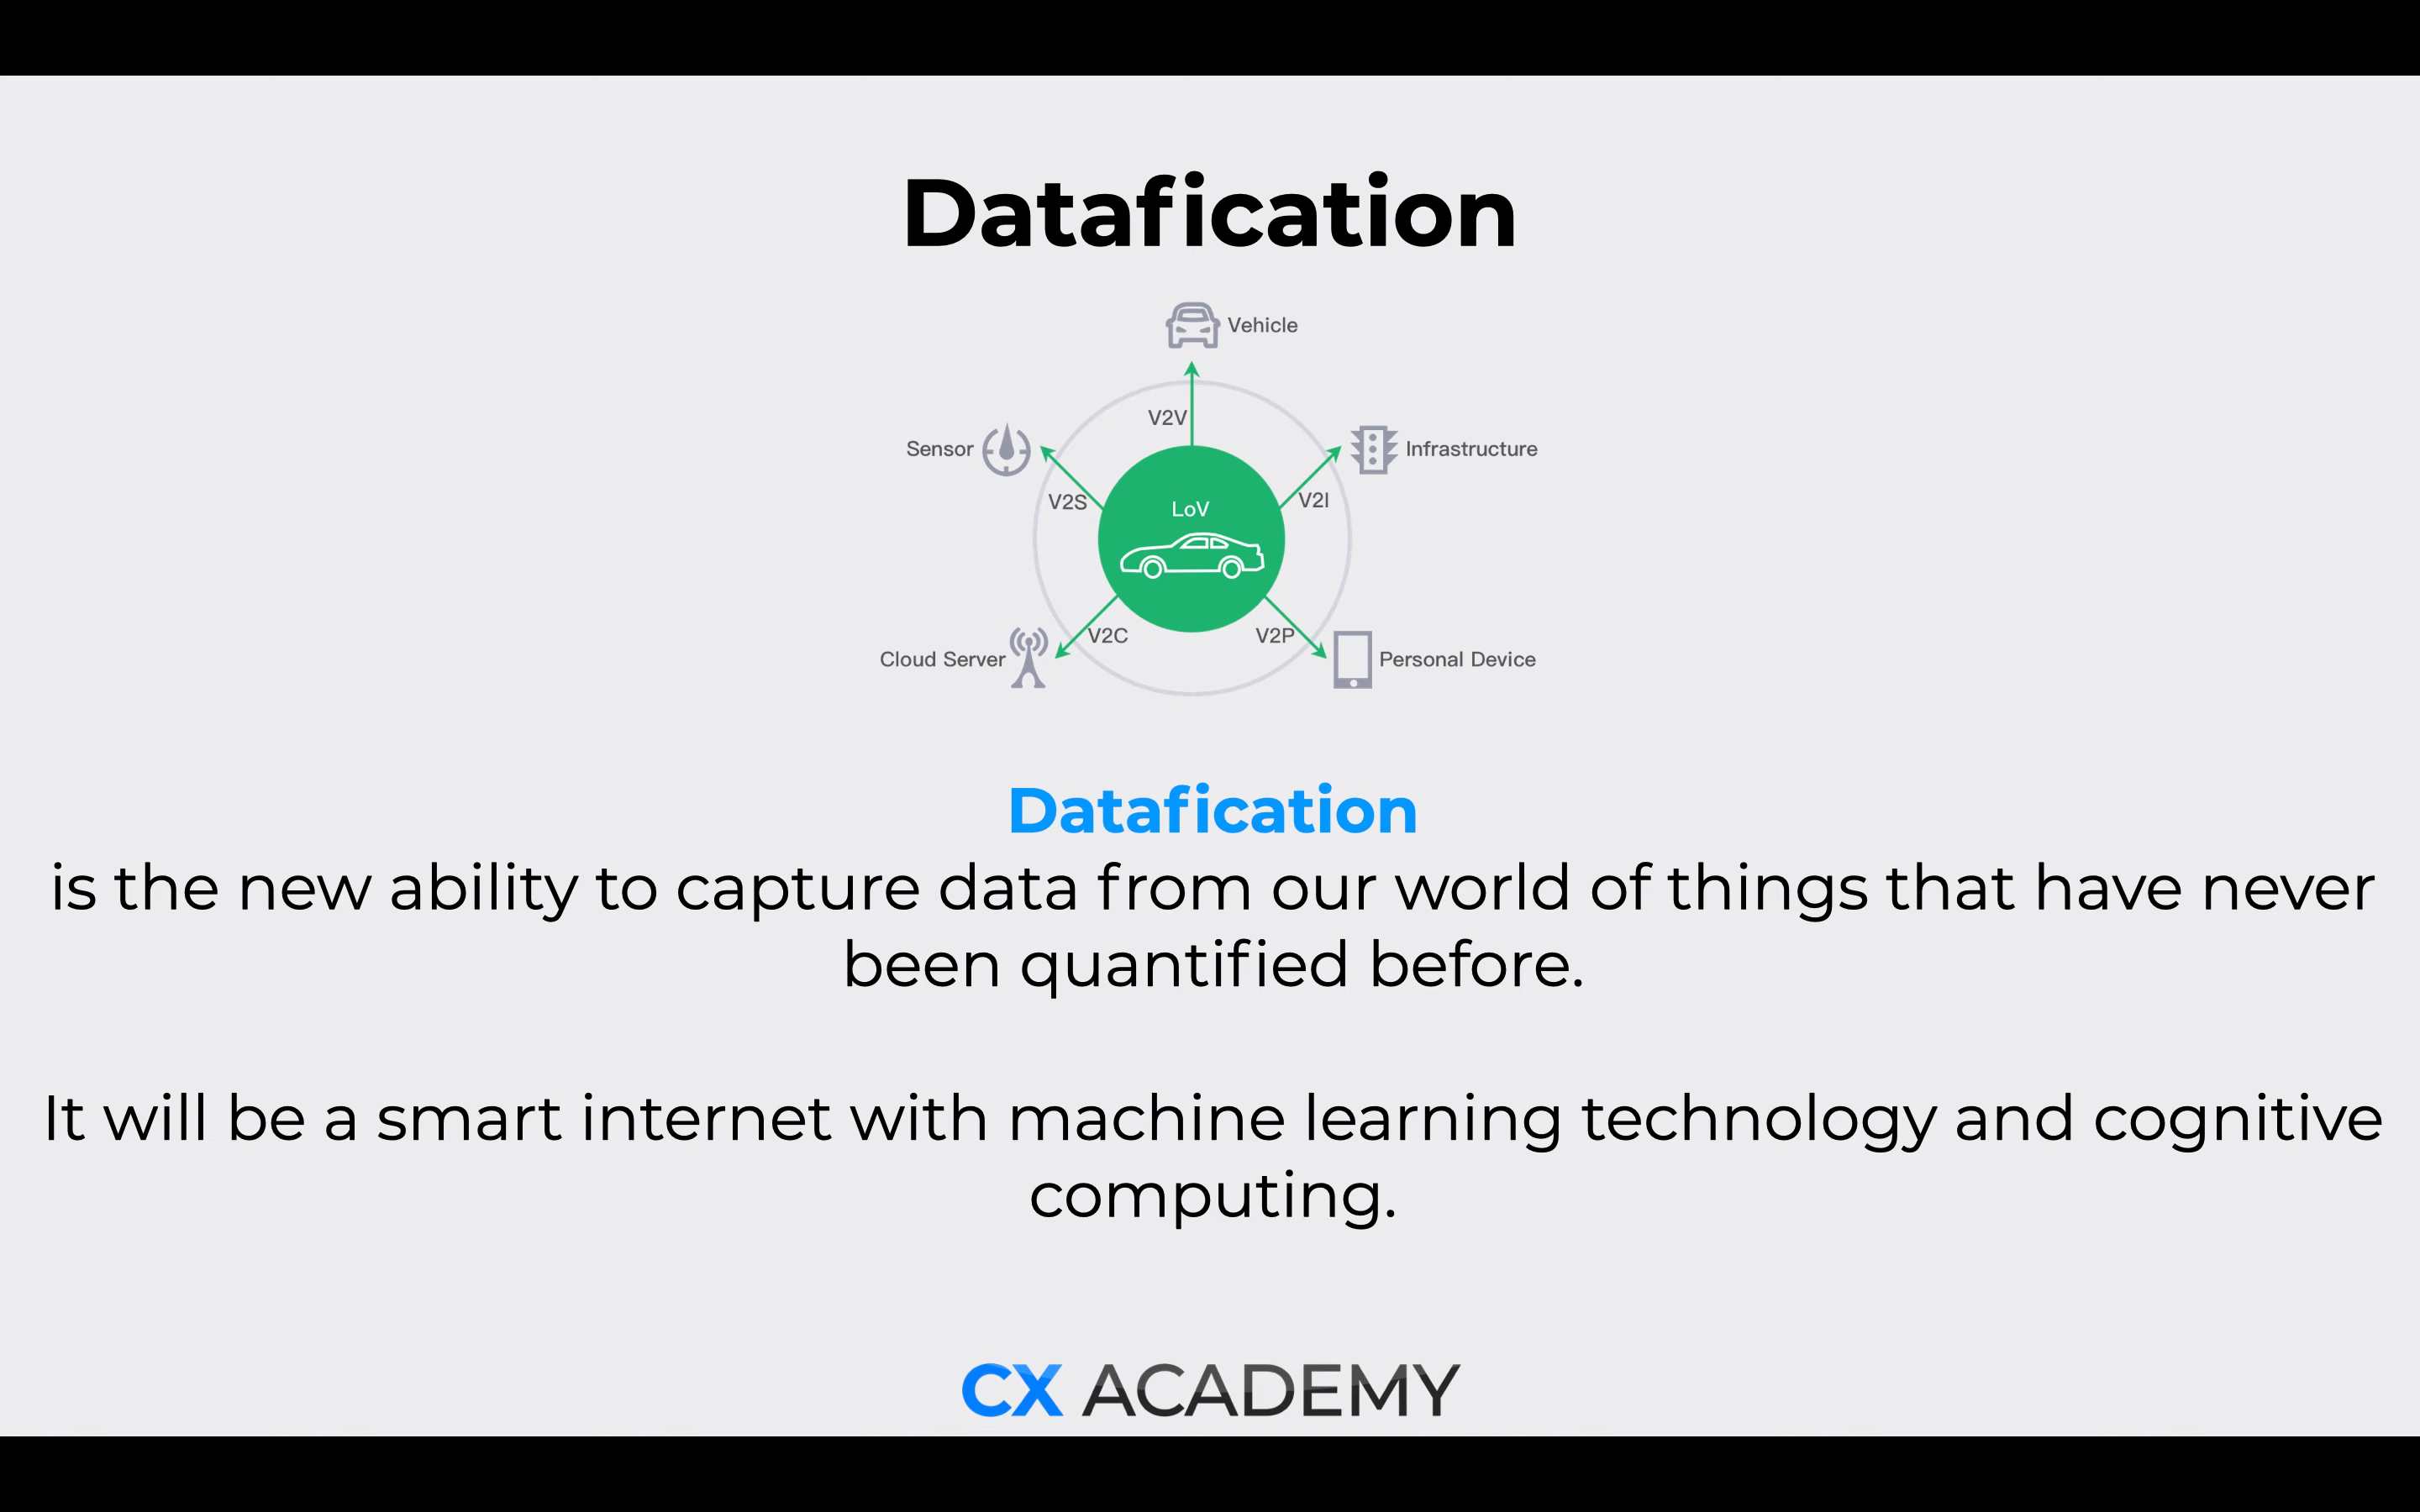 Datafication
Vehicle
V2V
Sensor
Infrastructure
V2S
V2I
LoV
V2C
V2P
Cloud Server
Personal Device
Datafication
is the new ability to capture data from our world of things that have never
been quantified before.
It will be a smart internet with machine learning technology and cognitive
computing.
CX ACADEMY